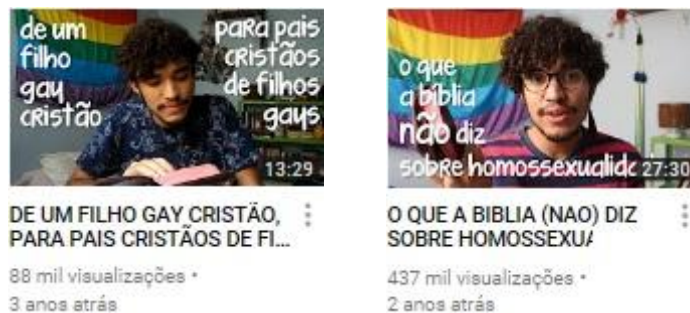 de um
filho
gay
cristão
para pais
cristãos
de filhos
gays
13:29
DE UM FILHO GAY CRISTÃO,
PARA PAIS CRISTÃOS DE FI...
88 mil visualizações •
3 anos atrás
o que
a bíblia
não diz
sobre homossexualidc 27:30
O QUE A BIBLIA (NAO) DIZ
SOBRE HOMOSSEXUA
437 mil visualizações •
2 anos atrás